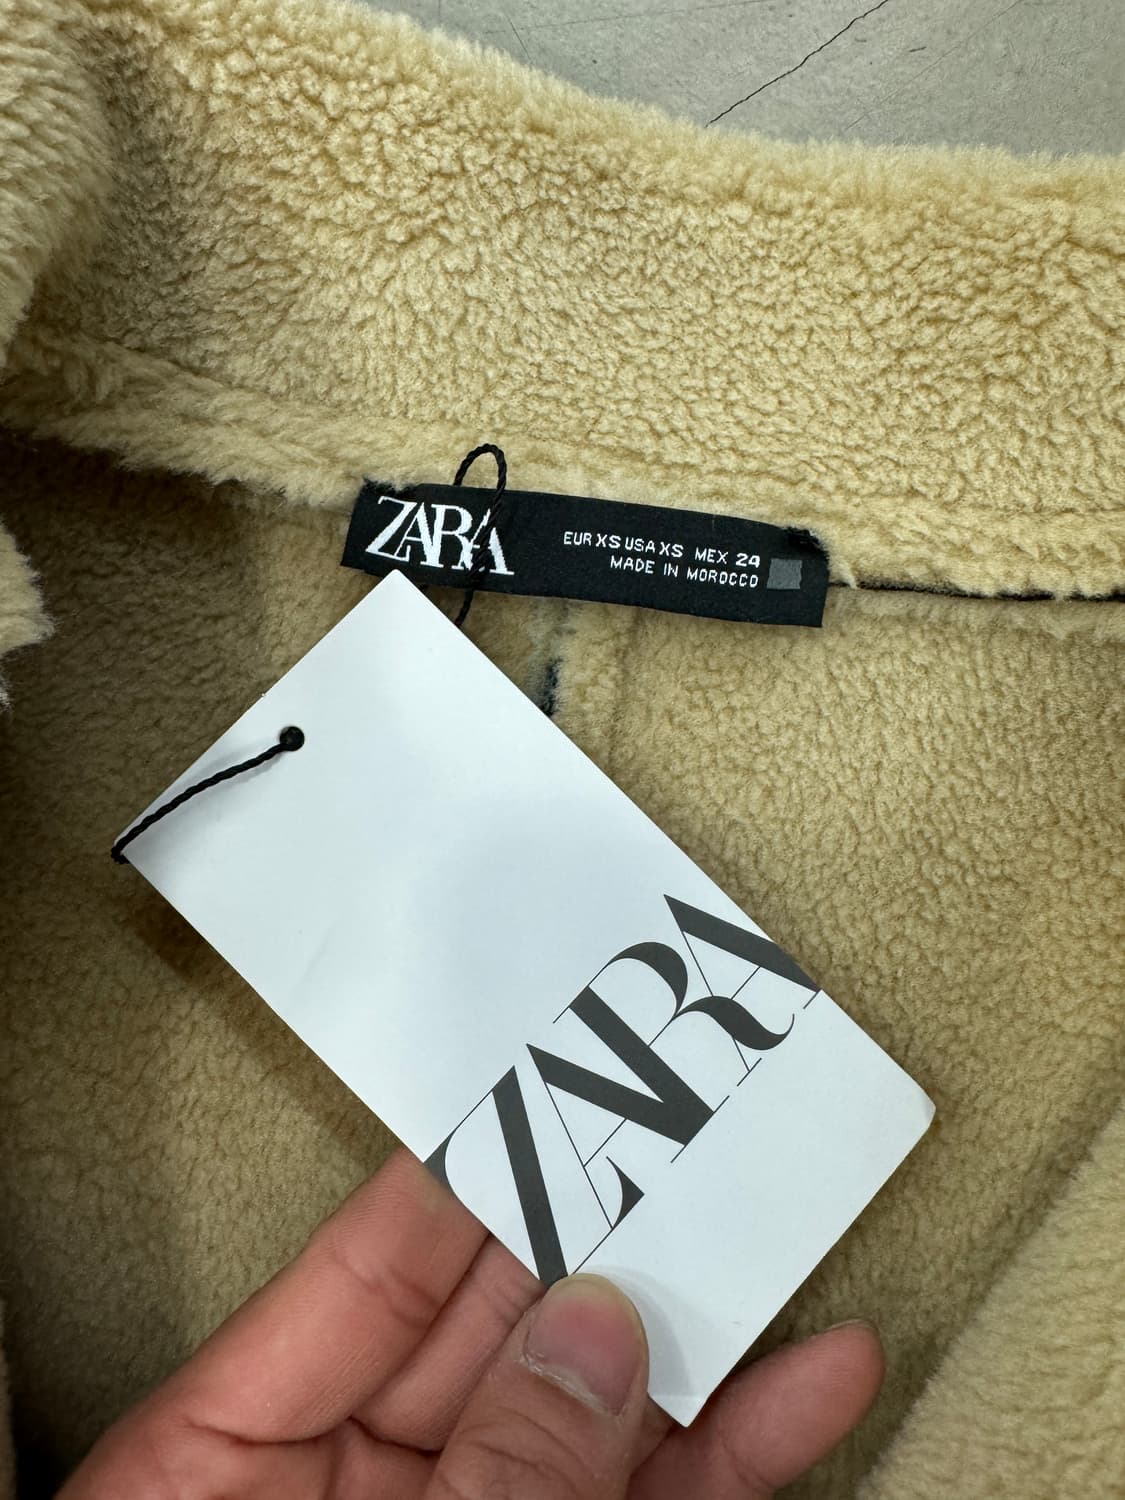 ZARA
EUR XS USA XS MEX 24
MADE IN MOROCCO
ZARA